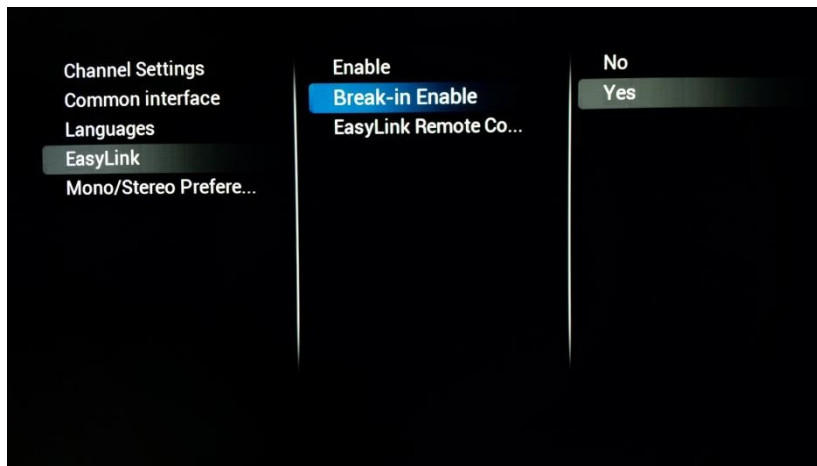 Channel Settings
Common interface
Languages
EasyLink
Mono/Stereo Prefere...
Enable
Break-in Enable
EasyLink Remote Co...
No
Yes